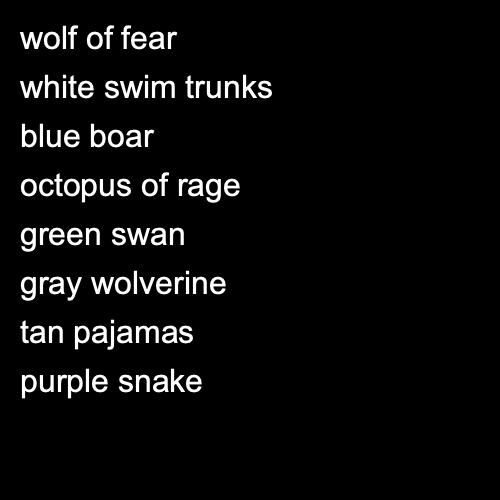 wolf of fear
white swim trunks
blue boar
octopus of rage
green swan
gray wolverine
tan pajamas
purple snake